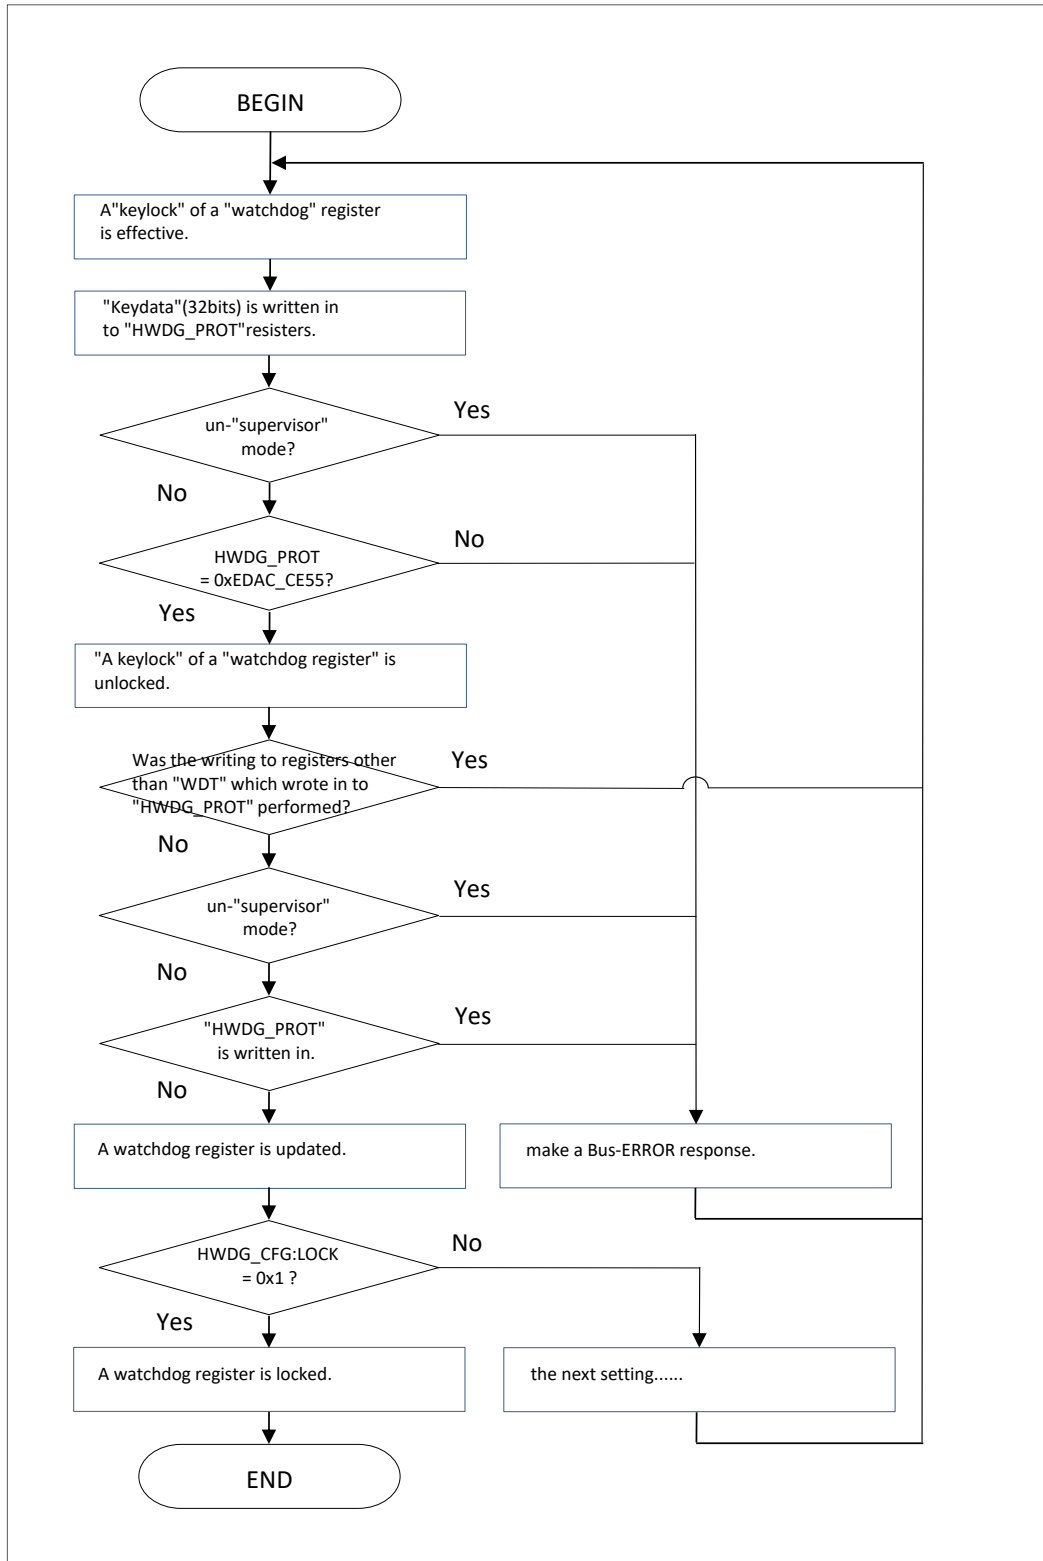 BEGIN
A"keylock" of a "watchdog" register
is effective.
"Keydata"(32bits) is written in
to "HWDG_PROT"resisters.
un-"supervisor"
mode?
Yes
No
HWDG_PROT
= 0xEDAC_CE55?
No
Yes
"A keylock" of a "watchdog register" is
unlocked.
Was the writing to registers other
than "WDT" which wrote in to
"HWDG_PROT" performed?
Yes
No
un-"supervisor"
mode?
Yes
No
"HWDG_PROT"
is written in.
Yes
No
A watchdog register is updated.
make a Bus-ERROR response.
HWDG_CFG:LOCK
= 0x1 ?
No
Yes
A watchdog register is locked.
the next setting......
END